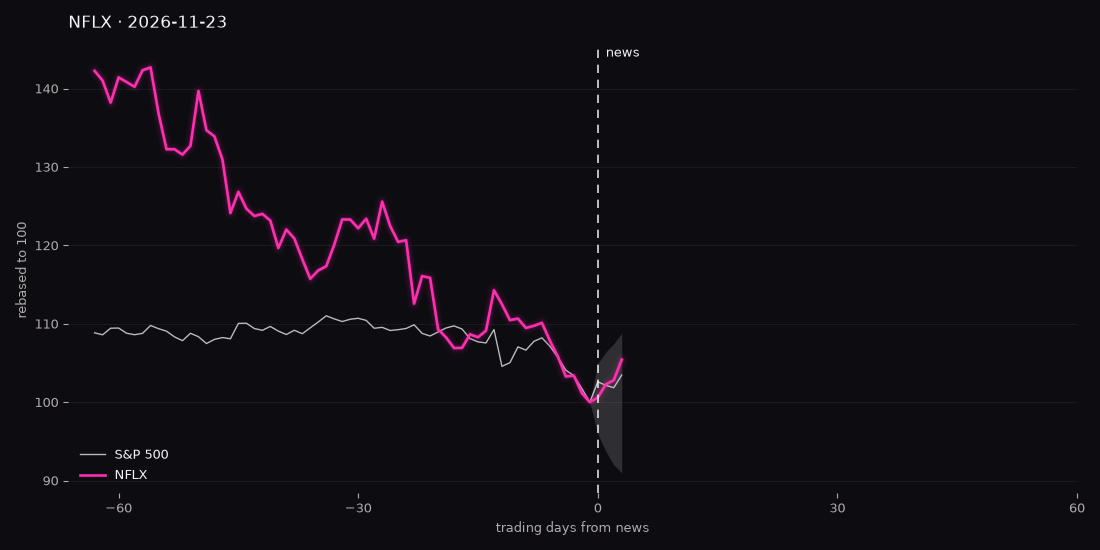 NFLX · 2026-11-23
news
140
130
120
110
100
90
rebased to 100
S&P 500
NFLX
−60
−30
0
30
60
trading days from news